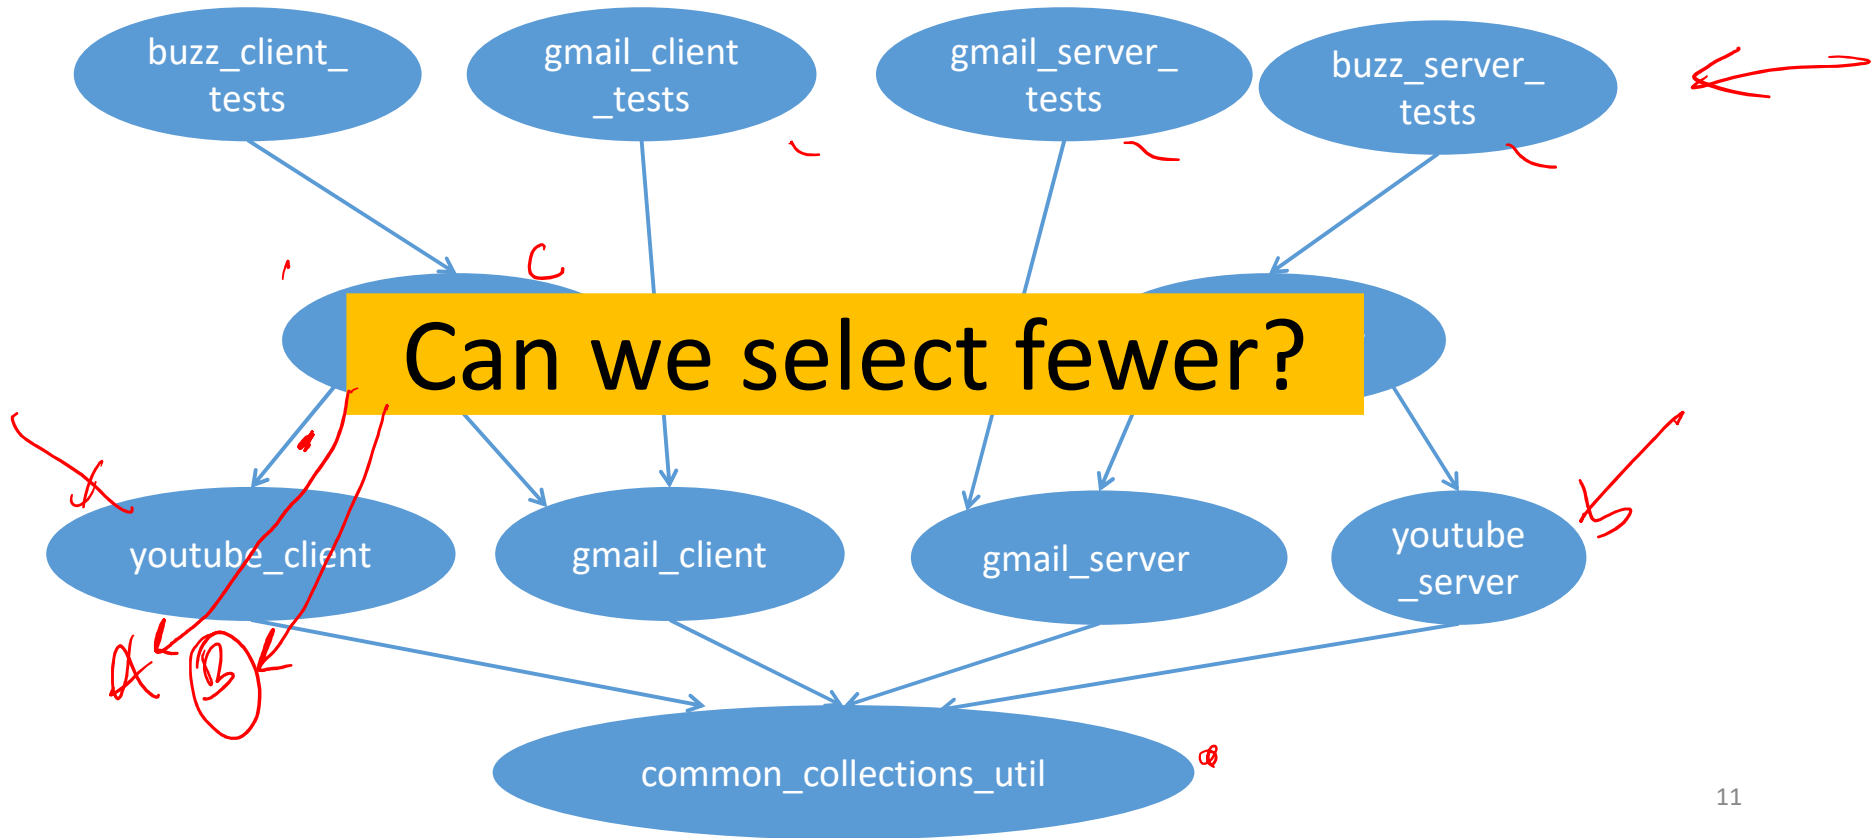 buzz_client_
tests
gmail_client
_tests
gmail_server_
tests
buzz_server_
tests
C
Can we select fewer?
youtube_client
gmail_client
gmail_server
youtube
_server
A
B
common_collections_util
11